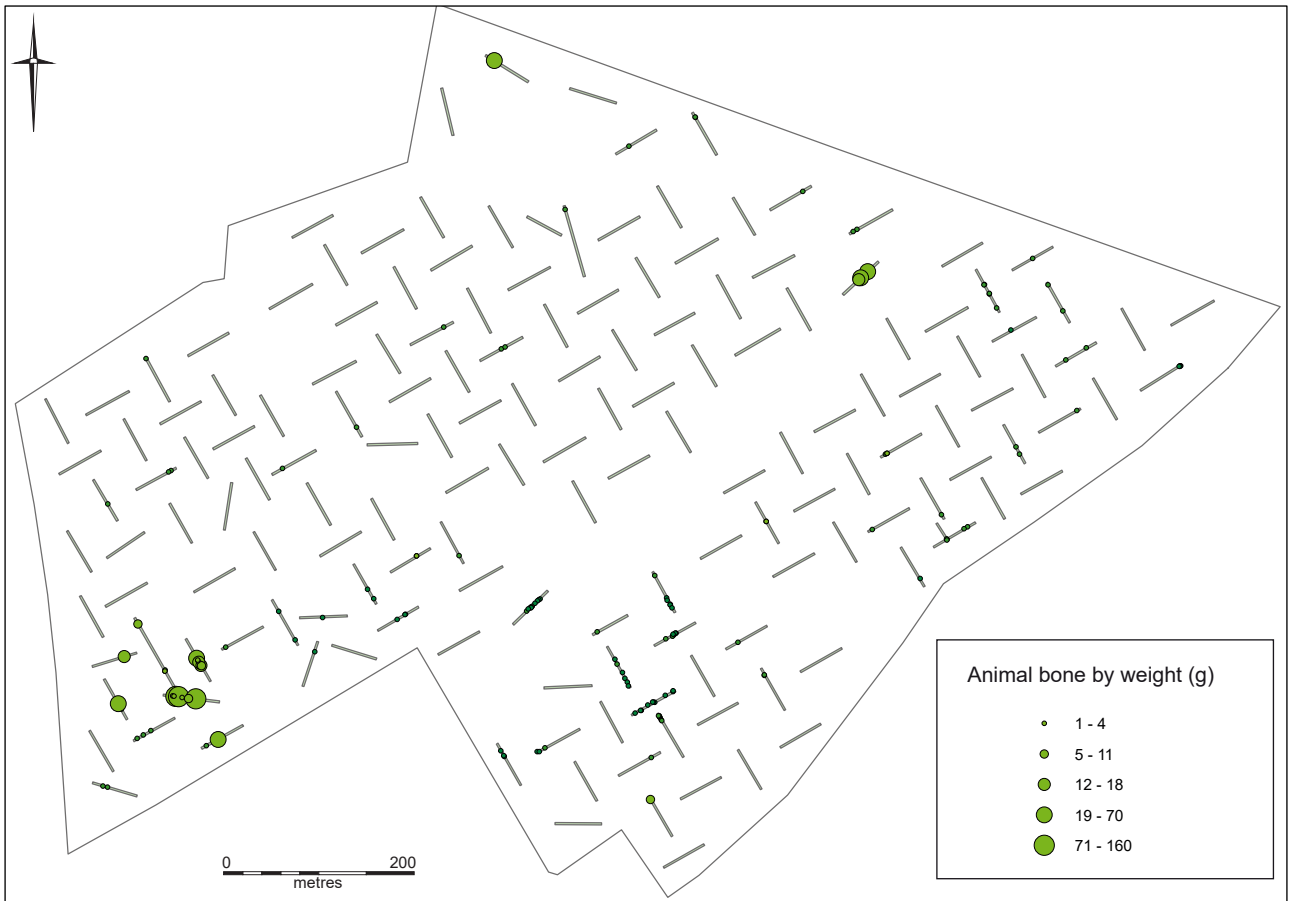 0 200
metres
Animal bone by weight (g)
1 - 4
5 - 11
12 - 18
19 - 70
71 - 160